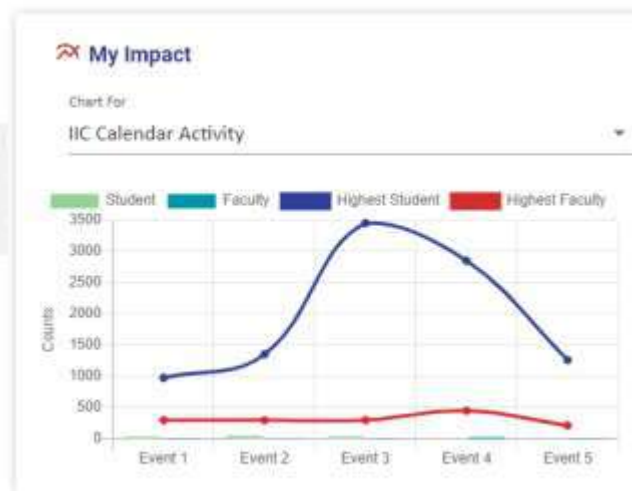 My Impact
Chart For
IIC Calendar Activity
Student Faculty Highest Student Highest Faculty
3500
3000
2500
2000
1500
1000
500
0
Counts
Event 1 Event 2 Event 3 Event 4 Event 5